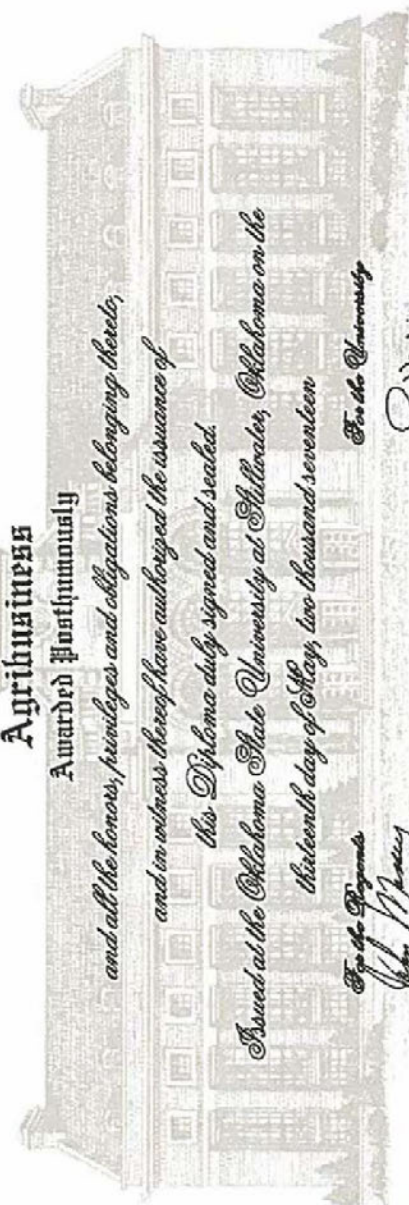 Agribusiness
Awarded Posthumously
and all the honors, privileges and obligations belonging thereto,
and in witness thereof have authorized the issuance of
this Diploma duly signed and sealed.
Issued at the Oklahoma State University at Stillwater, Oklahoma on the
thirteenth day of May, two thousand seventeen
For the Regents
For the University